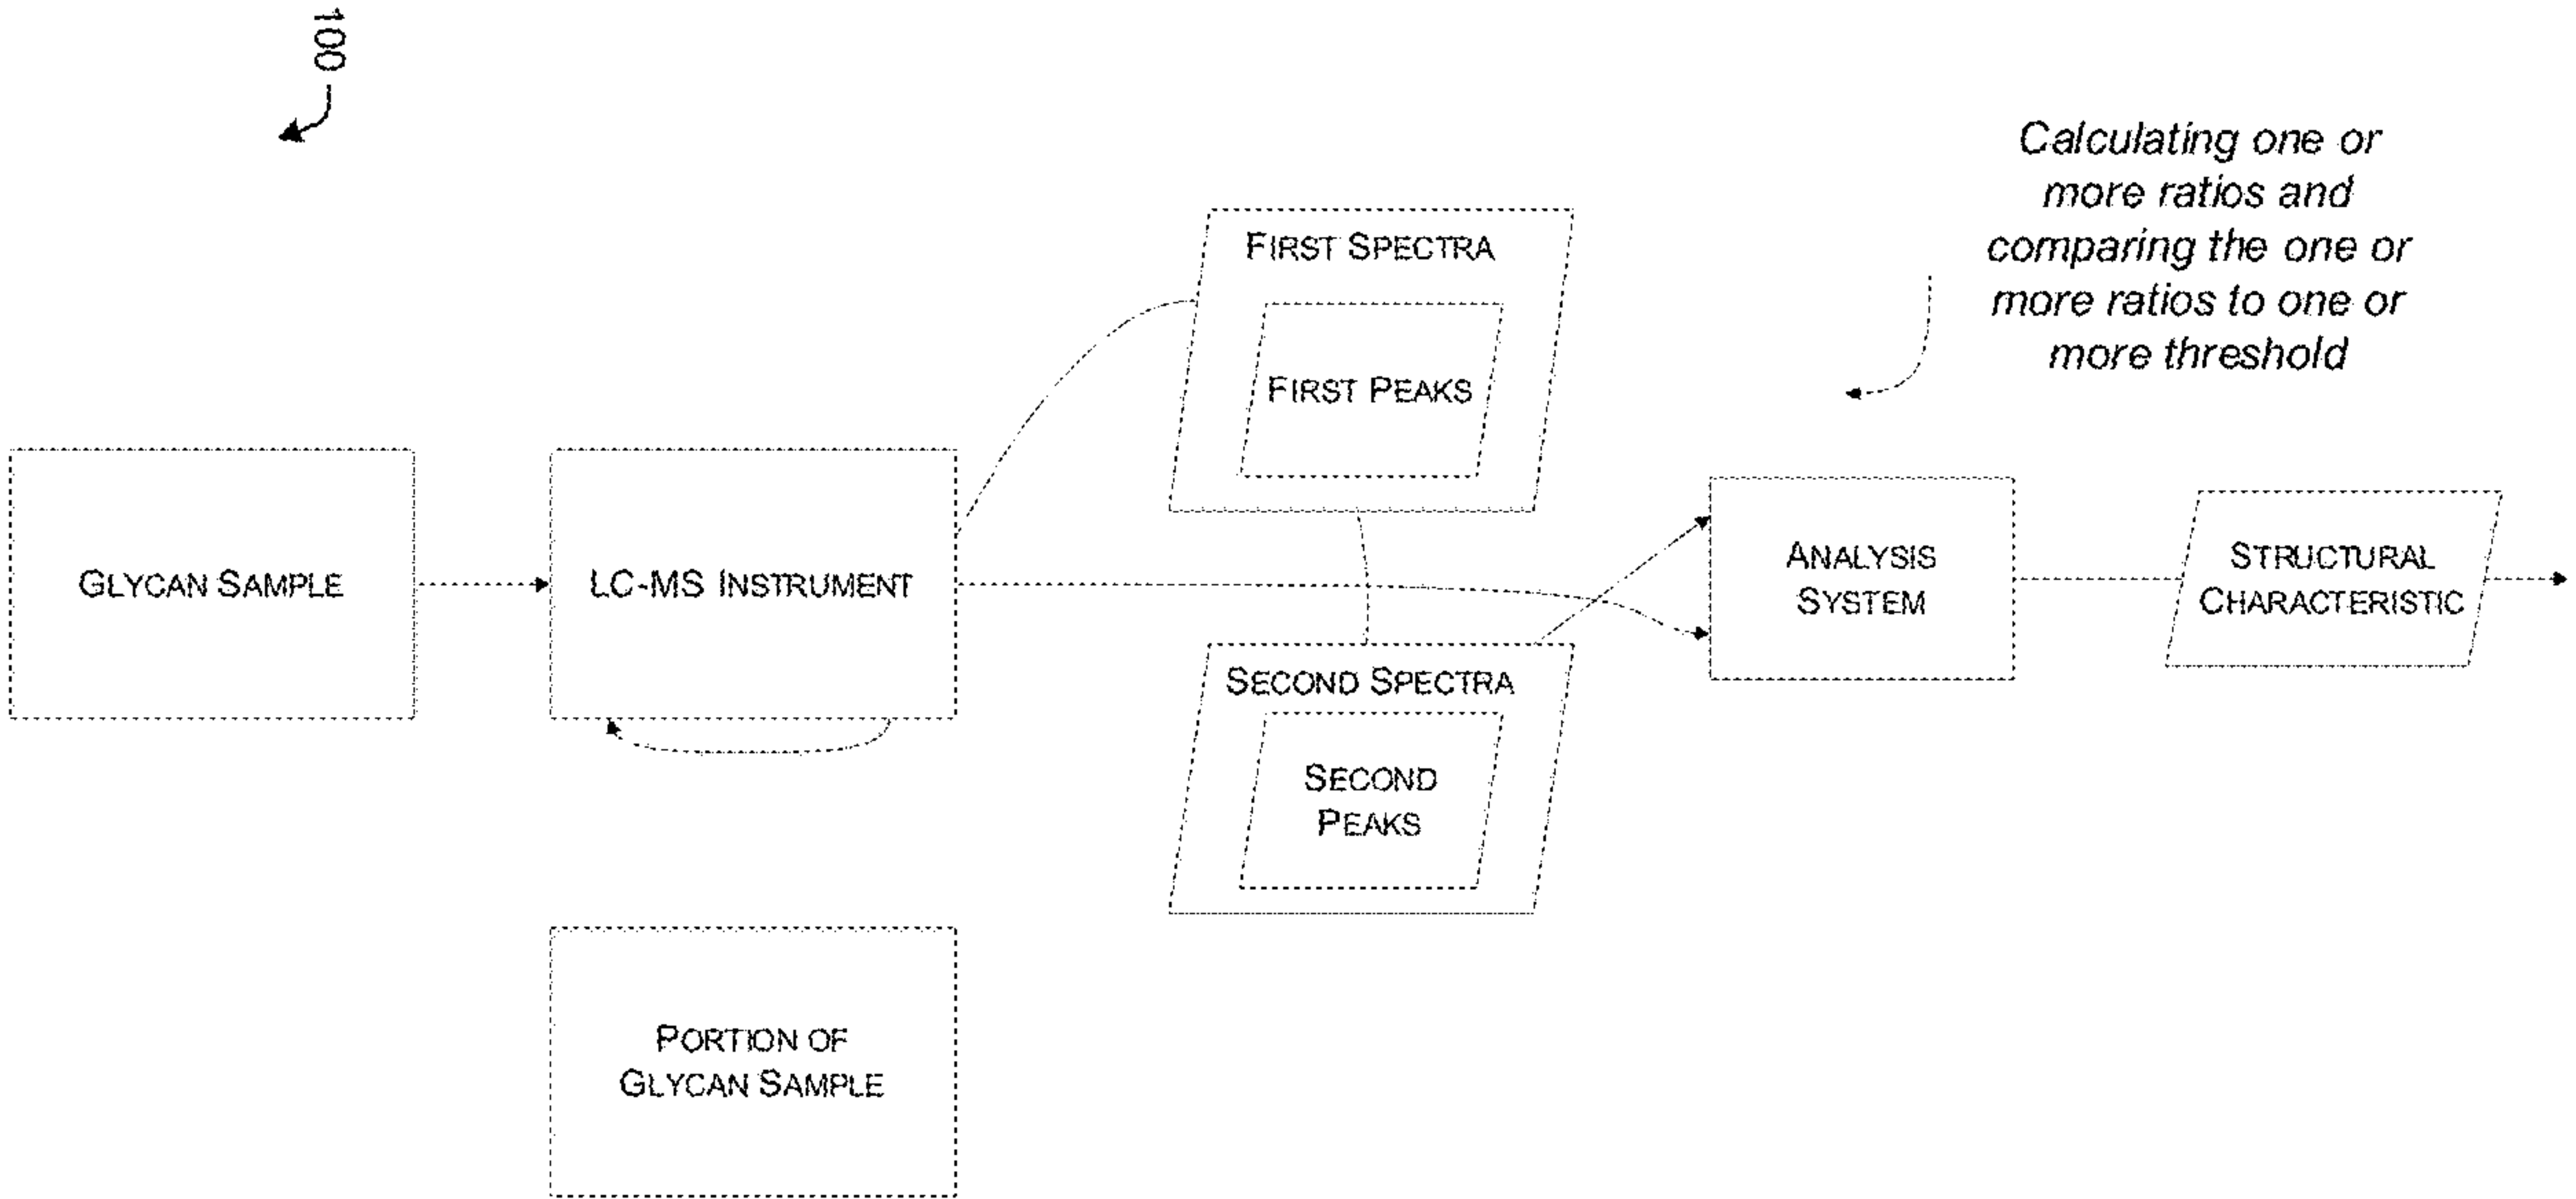 100
Calculating one or
more ratios and
comparing the one or
more ratios to one or
more threshold
FIRST SPECTRA
FIRST PEAKS
GLYCAN SAMPLE
LC-MS INSTRUMENT
ANALYSIS
SYSTEM
STRUCTURAL
CHARACTERISTIC
SECOND SPECTRA
SECOND
PEAKS
PORTION OF
GLYCAN SAMPLE